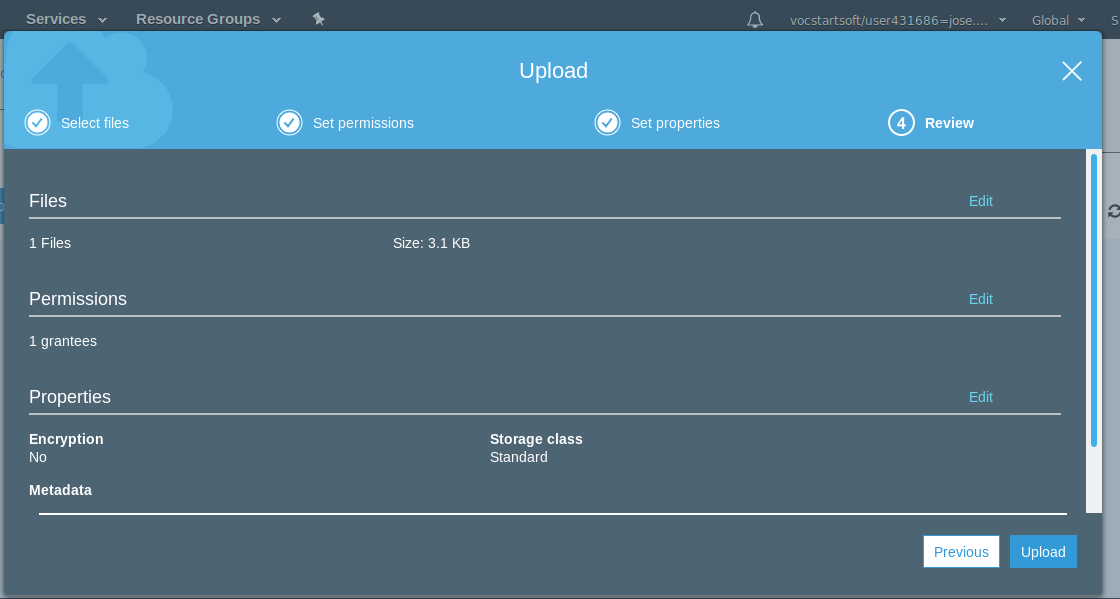 Services Resource Groups vocstartsoft/user431686=jose.... Global
Upload
Select files Set permissions Set properties 4 Review
Files Edit
1 Files Size: 3.1 KB
Permissions Edit
1 grantees
Properties Edit
Encryption Storage class
No Standard
Metadata
Previous Upload